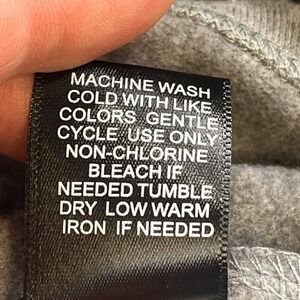 MACHINE WASH
COLD WITH LIKE
COLORS GENTLE
CYCLE USE ONLY
NON-CHLORINE
BLEACH IF
NEEDED TUMBLE
DRY LOW WARM
IRON IF NEEDED